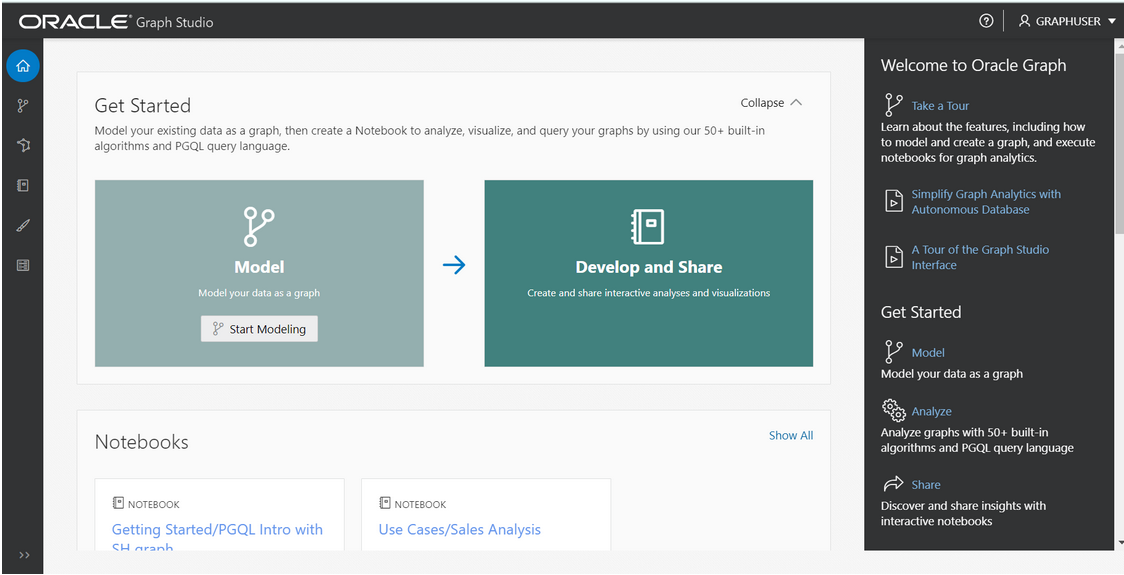 ORACLE® Graph Studio
GRAPHUSER
Get Started
Collapse
Model your existing data as a graph, then create a Notebook to analyze, visualize, and query your graphs by using our 50+ built-in
algorithms and PGQL query language.
Model
Model your data as a graph
Start Modeling
Develop and Share
Create and share interactive analyses and visualizations
Notebooks
Show All
NOTEBOOK
Getting Started/PGQL Intro with
SH graph
NOTEBOOK
Use Cases/Sales Analysis
Welcome to Oracle Graph
Take a Tour
Learn about the features, including how
to model and create a graph, and execute
notebooks for graph analytics.
Simplify Graph Analytics with
Autonomous Database
A Tour of the Graph Studio
Interface
Get Started
Model
Model your data as a graph
Analyze
Analyze graphs with 50+ built-in
algorithms and PGQL query language
Share
Discover and share insights with
interactive notebooks